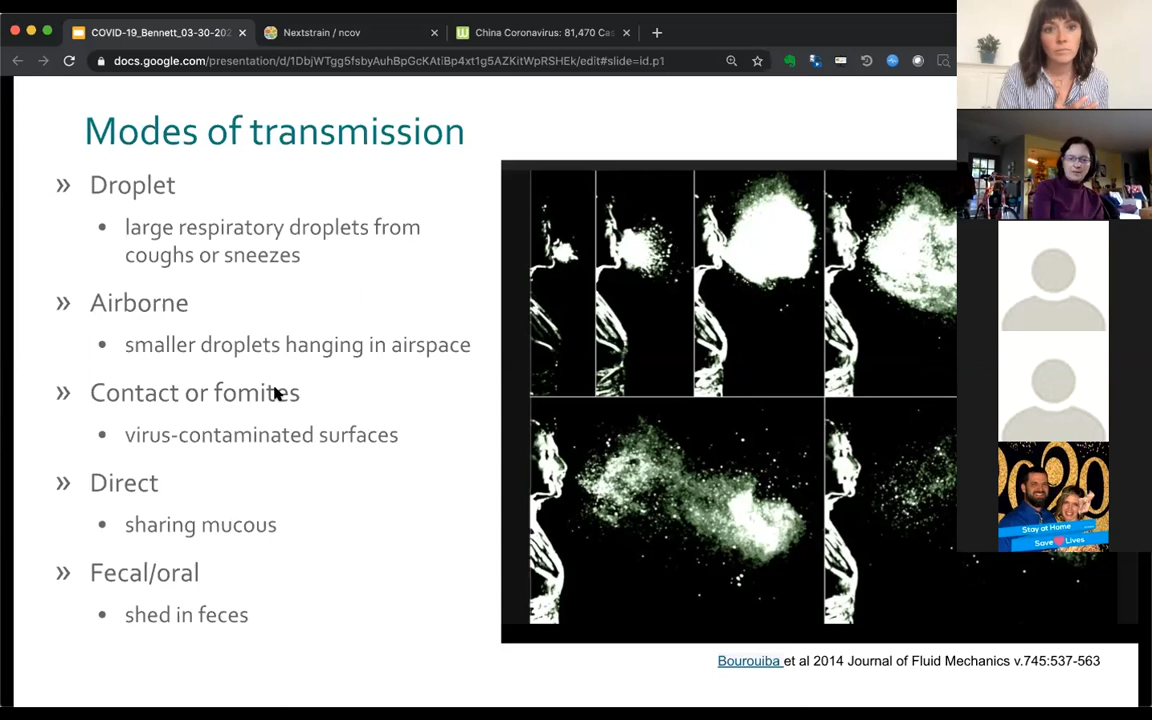 COVID-19_Bennett_03-30-202
Nextstrain / ncov
China Coronavirus: 81,470 Cas
docs.google.com/presentation/d/1DbjWTgg5fsbyAuhBpGcKAtiBp4xt1g5AZKitWpRSHEk/edit#slide=id.p1
Modes of transmission
» Droplet
• large respiratory droplets from
coughs or sneezes
» Airborne
• smaller droplets hanging in airspace
» Contact or fomites
• virus-contaminated surfaces
» Direct
• sharing mucous
» Fecal/oral
• shed in feces
Stay at Home
Save Lives
Bourouiba et al 2014 Journal of Fluid Mechanics v.745:537-563